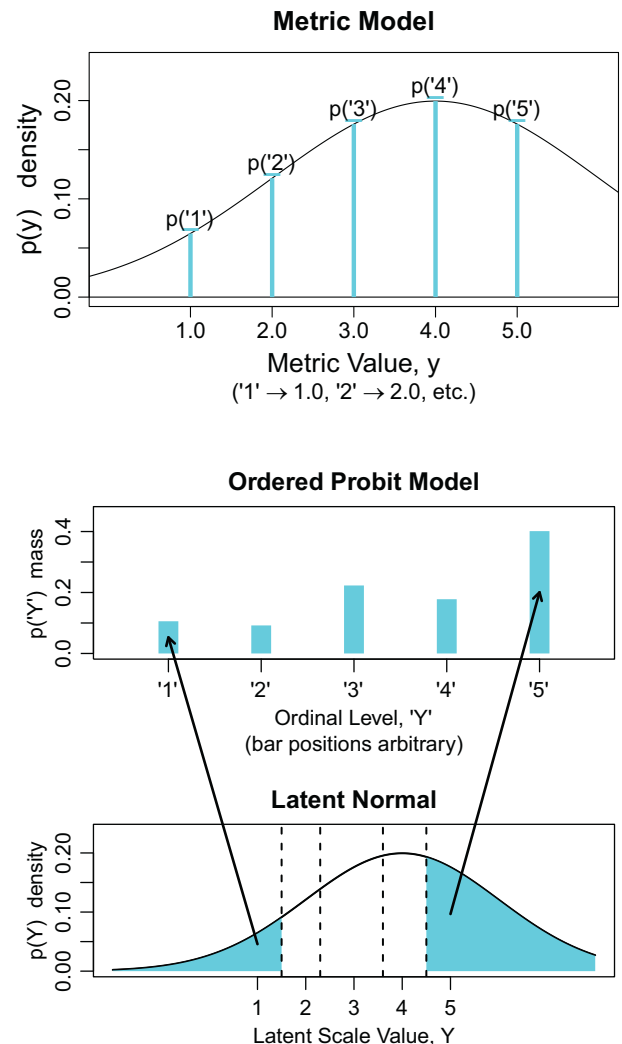 Metric Model
p(y) density
0.00
0.10
0.20
p('1')
p('2')
p('3')
p('4')
p('5')
1.0 2.0 3.0 4.0 5.0
Metric Value, y
('1' → 1.0, '2' → 2.0, etc.)
Ordered Probit Model
p('Y') mass
0.0
0.2
0.4
'1' '2' '3' '4' '5'
Ordinal Level, 'Y'
(bar positions arbitrary)
Latent Normal
p(Y) density
0.00
0.10
0.20
1 2 3 4 5
Latent Scale Value, Y